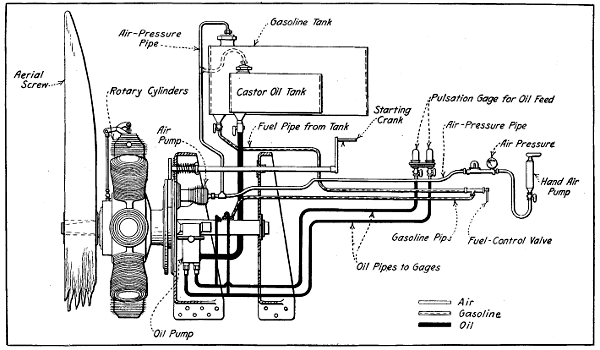 Gasoline Tank
Air-Pressure
Pipe
Aerial
Screw
Rotary Cylinders
Castor Oil Tank
Starting
Crank
Pulsation Gage for Oil Feed
Air
Pump
Fuel Pipe from Tank
Air-Pressure Pipe
Air Pressure
Hand Air
Pump
Gasoline Pipe
Fuel-Control Valve
Oil Pipes to Gages
Oil Pump
Air
Gasoline
Oil